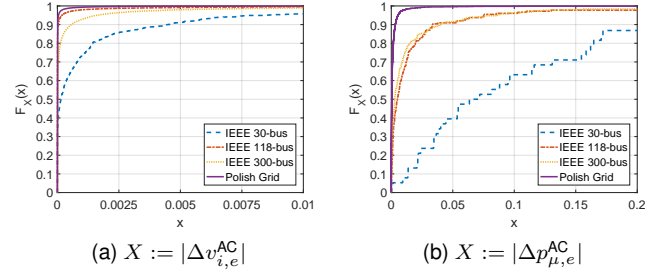 1
0.9
0.8
0.7
0.6
0.5
0.4
0.3
0.2
0.1
0
F_X(x)
IEEE 30-bus
IEEE 118-bus
IEEE 300-bus
Polish Grid
0 0.0025 0.005 0.0075 0.01
x
(a) X := |Δv_{i,e}^{AC}|
1
0.9
0.8
0.7
0.6
0.5
0.4
0.3
0.2
0.1
0
F_X(x)
IEEE 30-bus
IEEE 118-bus
IEEE 300-bus
Polish Grid
0 0.05 0.1 0.15 0.2
x
(b) X := |Δp_{μ,e}^{AC}|